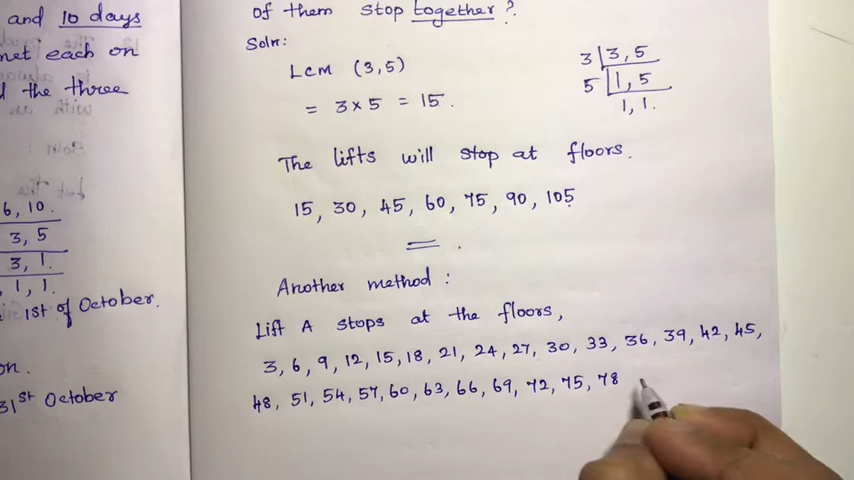 and 10 days
net each on
the three
6, 10.
3, 5
3, 1.
1, 1.
1st of October.
on.
31st October
of them stop together?
Soln:
LCM (3,5)
= 3×5 = 15.
3 3, 5
5 1, 5
1, 1.
The lifts will stop at floors.
15, 30, 45, 60, 75, 90, 105
Another method:
Lift A stops at the floors,
3, 6, 9, 12, 15, 18, 21, 24, 27, 30, 33, 36, 39, 42, 45,
48, 51, 54, 57, 60, 63, 66, 69, 72, 75, 78